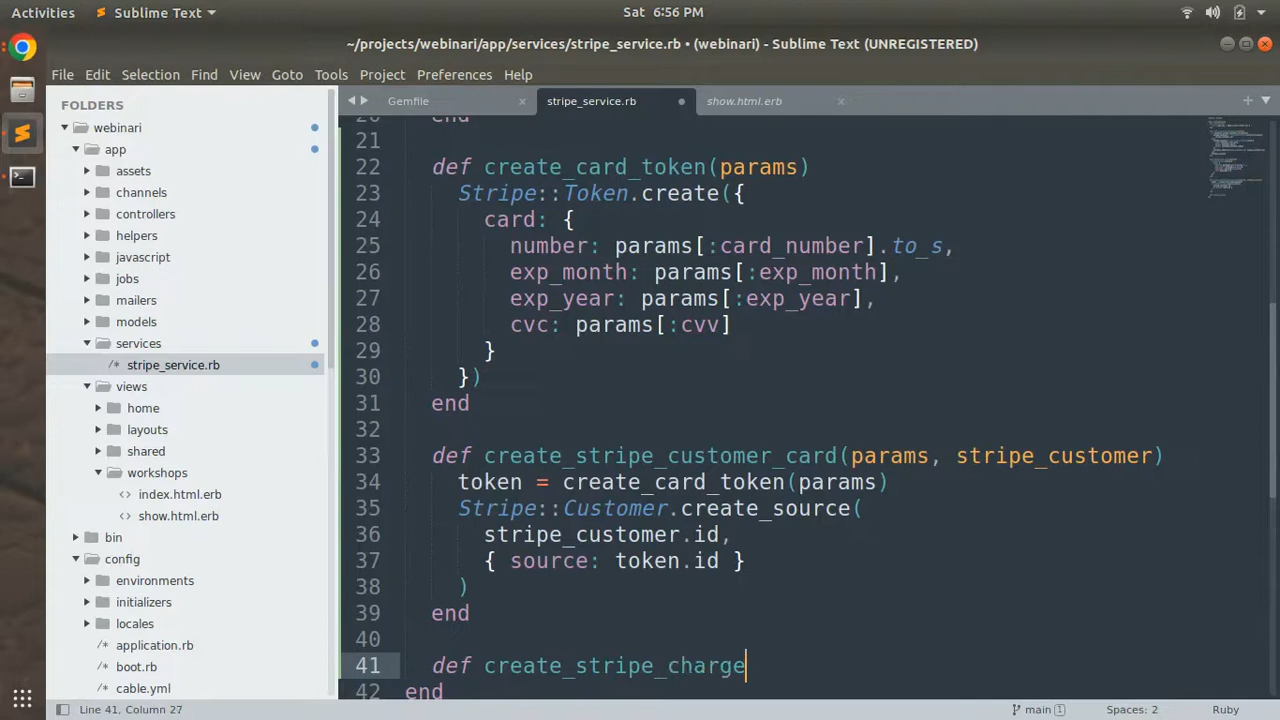 Activities
Sublime Text
Sat 6:56 PM
~/projects/webinari/app/services/stripe_service.rb • (webinari) - Sublime Text (UNREGISTERED)
File Edit Selection Find View Goto Tools Project Preferences Help
FOLDERS
webinari
app
assets
channels
controllers
helpers
javascript
jobs
mailers
models
services
/* stripe_service.rb
views
home
layouts
shared
workshops
<> index.html.erb
<> show.html.erb
bin
config
environments
initializers
locales
/* application.rb
/* boot.rb
/* cable.yml
Gemfile
stripe_service.rb
show.html.erb
20 end
21
22 def create_card_token(params)
23 Stripe::Token.create({
24 card: {
25 number: params[:card_number].to_s,
26 exp_month: params[:exp_month],
27 exp_year: params[:exp_year],
28 cvc: params[:cvv]
29 }
30 })
31 end
32
33 def create_stripe_customer_card(params, stripe_customer)
34 token = create_card_token(params)
35 Stripe::Customer.create_source(
36 stripe_customer.id,
37 { source: token.id }
38 )
39 end
40
41 def create_stripe_charge
42 end
Line 41, Column 27
main 1
Spaces: 2
Ruby